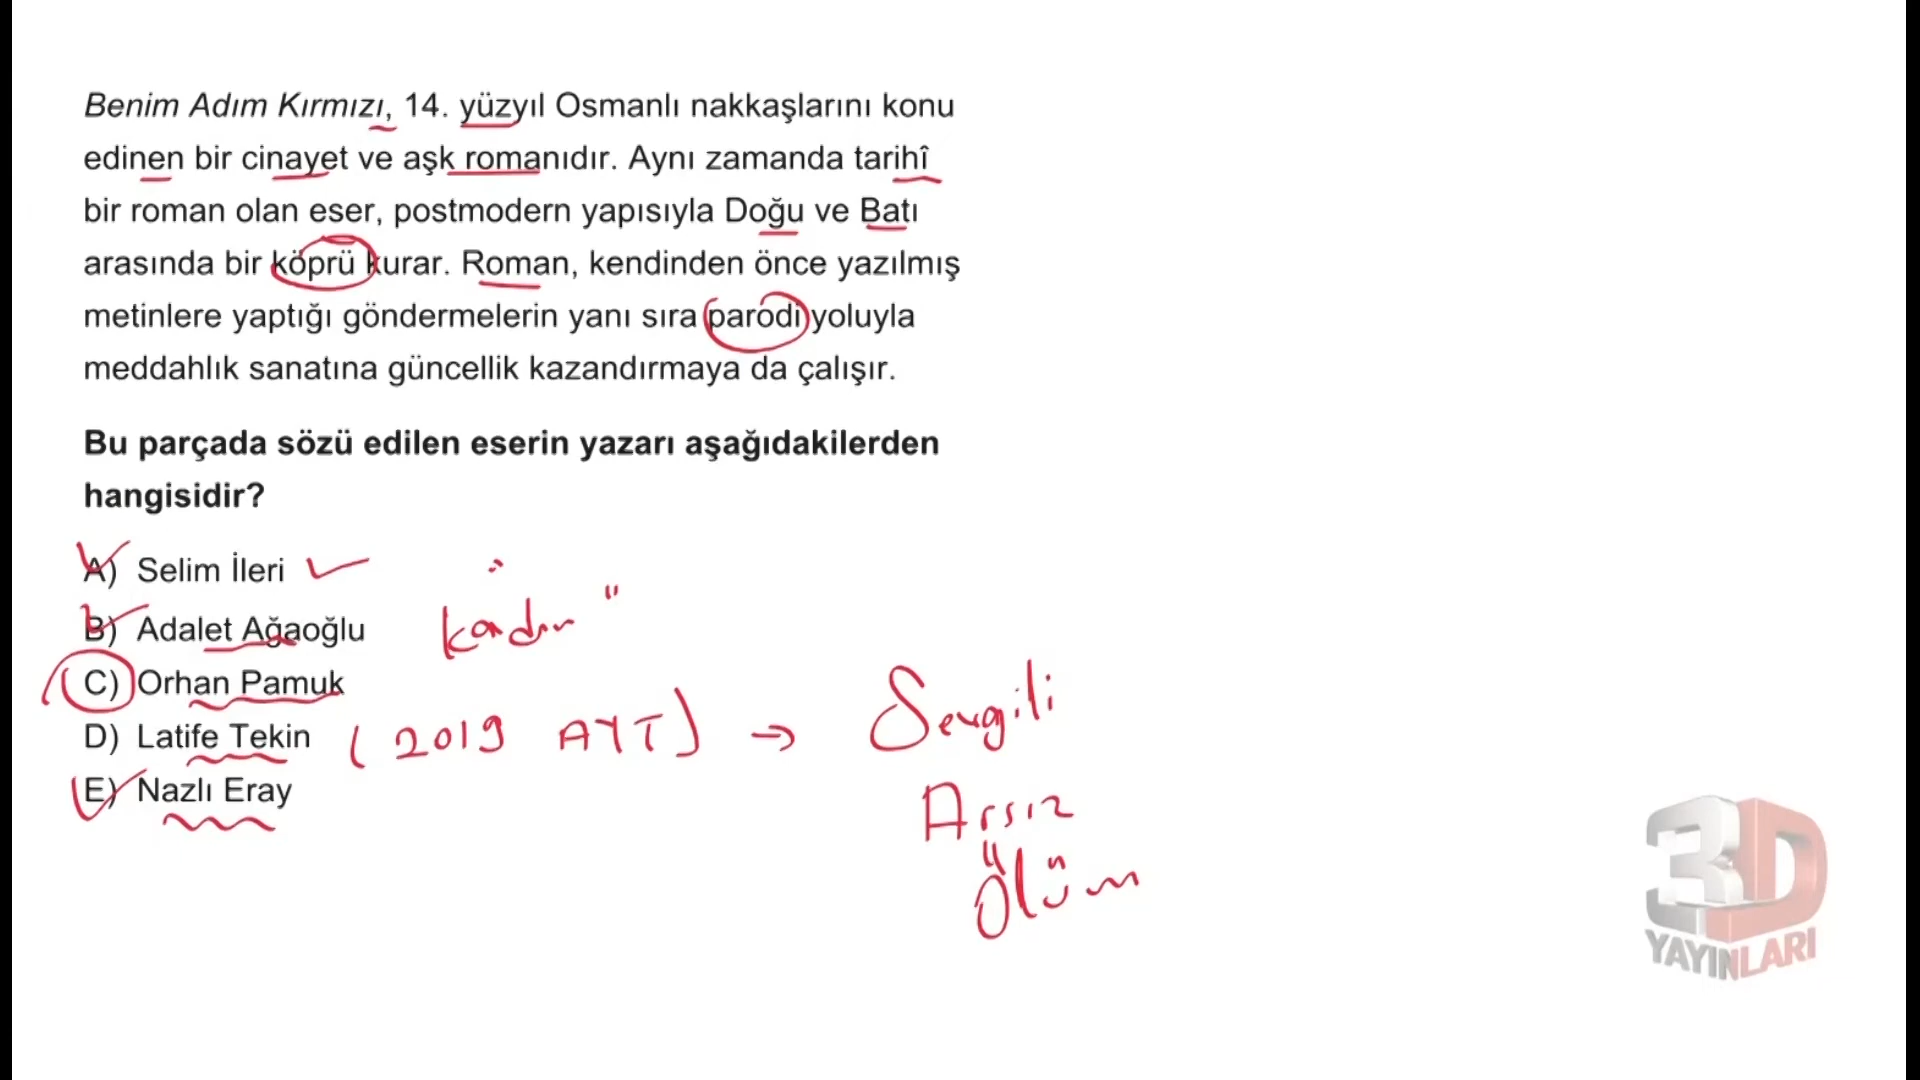 Benim Adım Kırmızı, 14. yüzyıl Osmanlı nakkaşlarını konu
edinen bir cinayet ve aşk romanıdır. Aynı zamanda tarihî
bir roman olan eser, postmodern yapısıyla Doğu ve Batı
arasında bir köprü kurar. Roman, kendinden önce yazılmış
metinlere yaptığı göndermelerin yanı sıra parodi yoluyla
meddahlık sanatına güncellik kazandırmaya da çalışır.
Bu parçada sözü edilen eserin yazarı aşağıdakilerden
hangisidir?
A) Selim İleri
B) Adalet Ağaoğlu
kadın "
C) Orhan Pamuk
D) Latife Tekin (2019 AYT) → Sevgili
Arsız
Ölüm
E) Nazlı Eray
3D
YAYINLARI